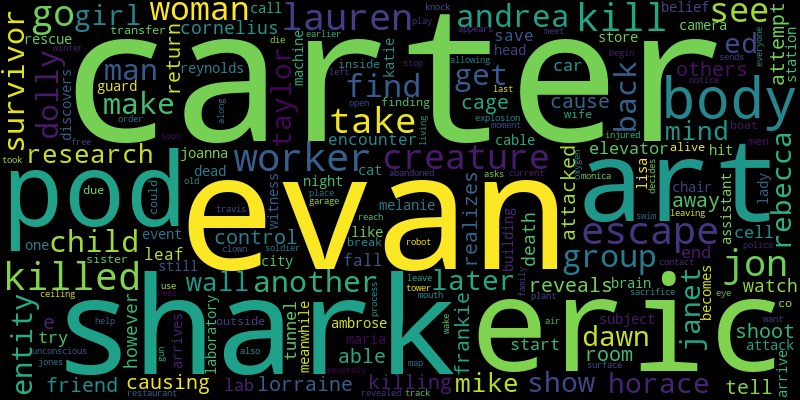 carter
evan
shark
eric
pod
art
body
creature
kill
killed
lauren
andrea
woman
see
go
girl
cornelius
call
transfer
rescue
winter
survivor
dolly
discovers
man
guard
make
return
reynolds
taylor
machine
katie
find
take
get
save
head
store
camera
belief
knock
play
earlier
appears
meet
die
inside
begin
allowing
last
sends
notice
ed
others
attempt
station
everyone
car
cause
wife
back
cage
finding
encounter
cable
order
soon
left
stop
open
explosion
moment
living
men
boat
injured
mind
elevator
alive
hit
rebecca
research
joanna
worker
cat
dead
night
witness
melanie
old
place
garage
travis
clown
soldier
reach
abandoned
asks
current
robot
realizes
attacked
oxygen
lisa
monica
decides
chair
away
assistant
lady
swim
leaving
cell
police
took
free
along
due
could
one
child
event
sister
leaf
still
control
city
like
break
fall
building
death
escape
group
end
contact
jon
watch
co
want
entity
ceiling
use
reel
help
however
try
e
friend
unconscious
jones
causing
gun
arrives
also
wall
laboratory
outside
lab
restaurant
another
tunnel
meanwhile
lorraine
ambrose
maria
able
killing
severely
revealed
process
tower
mouth
map
track
leave
later
frankie
wake
mike
family
plant
start
show
reveals
brain
air
sacrifice
surface
subject
room
dawn
horace
eye
janet
becomes
shoot
attack
tell
arrive